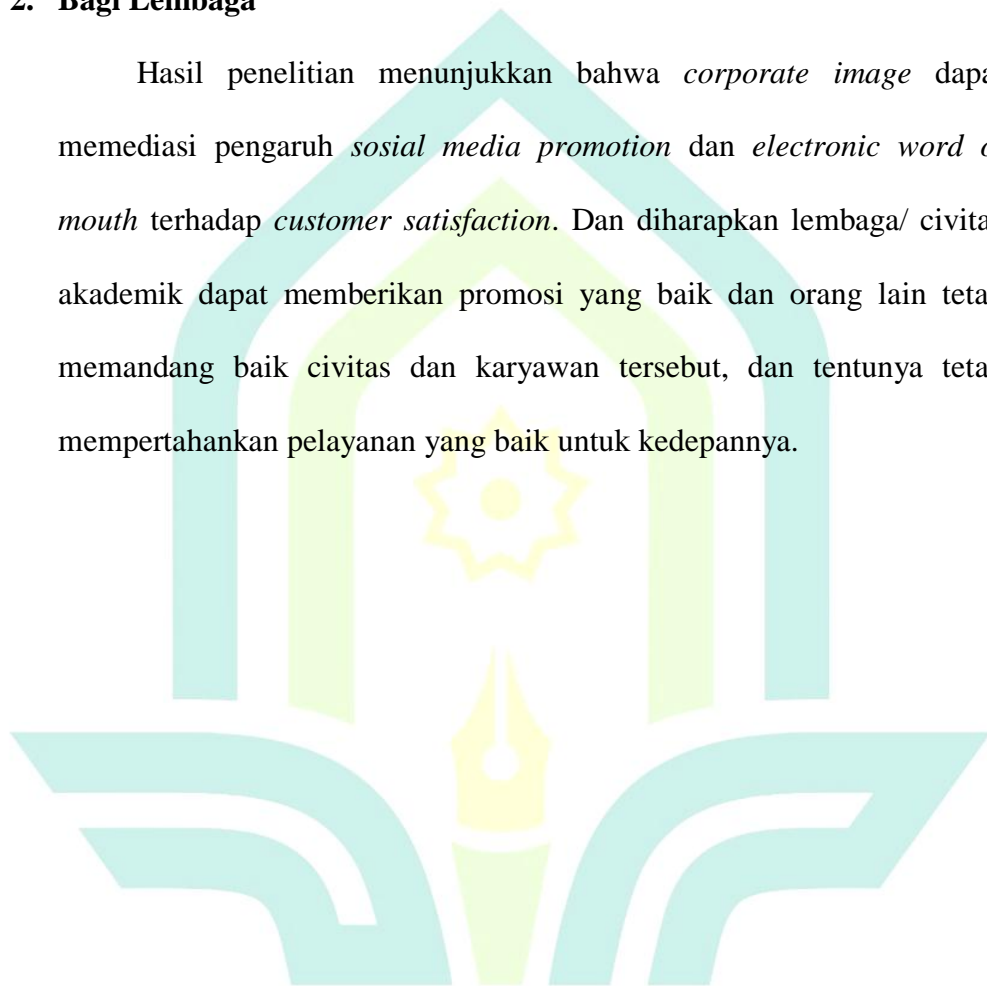 2. Bagi Lembaga
Hasil penelitian menunjukkan bahwa corporate image dapa
memediasi pengaruh sosial media promotion dan electronic word o
mouth terhadap customer satisfaction. Dan diharapkan lembaga/ civita
akademik dapat memberikan promosi yang baik dan orang lain teta
memandang baik civitas dan karyawan tersebut, dan tentunya teta
mempertahankan pelayanan yang baik untuk kedepannya.